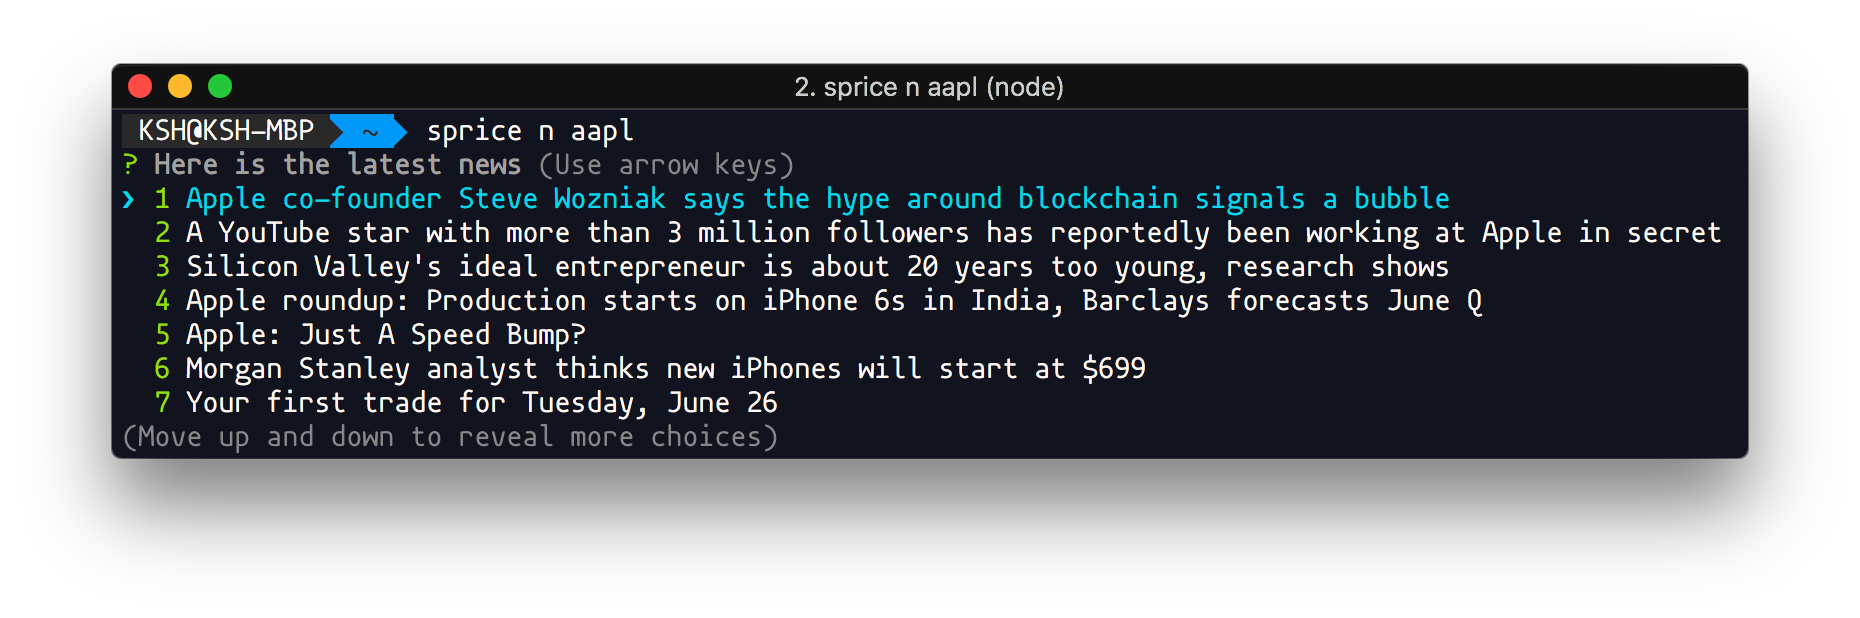 2. sprice n aapl (node)
KSH@KSH-MBP ~ sprice n aapl
? Here is the latest news (Use arrow keys)
❯ 1 Apple co-founder Steve Wozniak says the hype around blockchain signals a bubble
2 A YouTube star with more than 3 million followers has reportedly been working at Apple in secret
3 Silicon Valley's ideal entrepreneur is about 20 years too young, research shows
4 Apple roundup: Production starts on iPhone 6s in India, Barclays forecasts June Q
5 Apple: Just A Speed Bump?
6 Morgan Stanley analyst thinks new iPhones will start at $699
7 Your first trade for Tuesday, June 26
(Move up and down to reveal more choices)